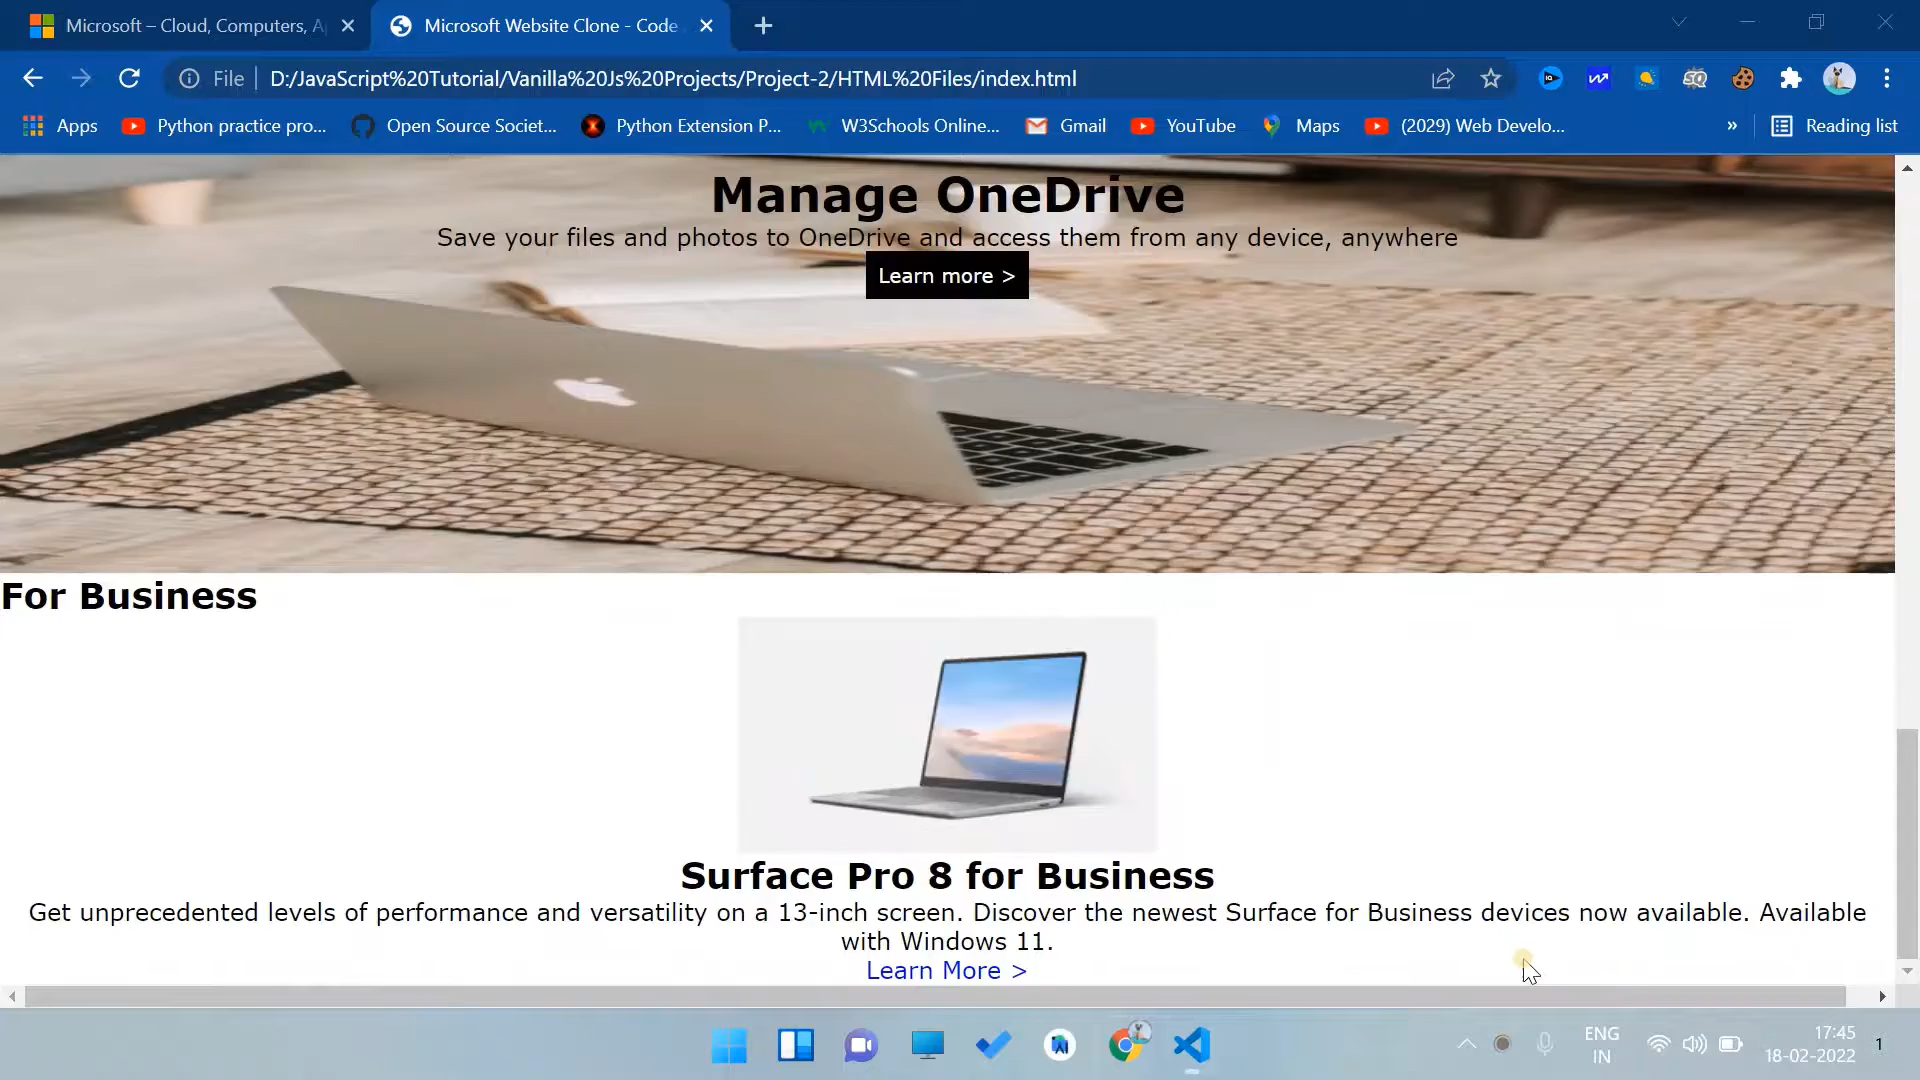 Microsoft – Cloud, Computers, A
Microsoft Website Clone - Code
File
D:/JavaScript%20Tutorial/Vanilla%20Js%20Projects/Project-2/HTML%20Files/index.html
Apps
Python practice pro...
Open Source Societ...
Python Extension P...
W3Schools Online...
Gmail
YouTube
Maps
(2029) Web Develo...
»
Reading list
Manage OneDrive
Save your files and photos to OneDrive and access them from any device, anywhere
Learn more >
For Business
Surface Pro 8 for Business
Get unprecedented levels of performance and versatility on a 13-inch screen. Discover the newest Surface for Business devices now available. Available
with Windows 11.
Learn More >
ENG
IN
17:45
18-02-2022
1